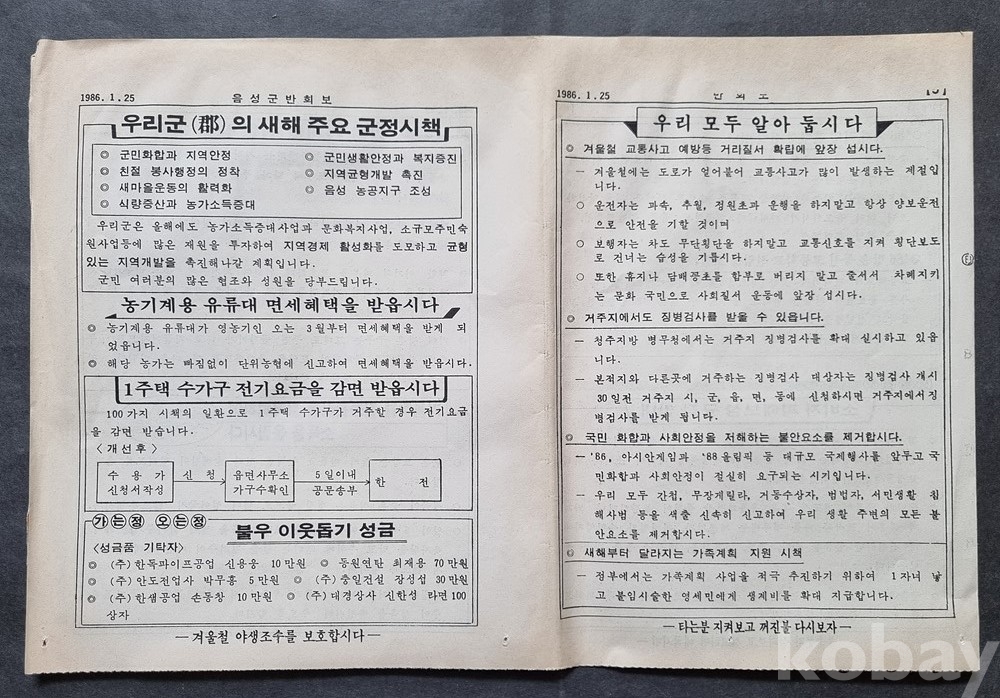 1986. 1. 25 음성군반회보
우리군 (郡) 의 새해 주요 군정시책
◎ 군민화합과 지역안정
◎ 친절 봉사행정의 정착
◎ 새마을운동의 활력화
◎ 식량증산과 농가소득증대
◎ 군민생활안정과 복지증진
◎ 지역균형개발 촉진
◎ 음성 농공지구 조성
우리군은 올해에도 농가소득증대사업과 문화복지사업, 소규모주민숙
원사업등에 많은 재원을 투자하여 지역경제 활성화를 도모하고 균형
있는 지역개발을 촉진해나갈 계획입니다.
군민 여러분의 많은 협조와 성원을 당부드립니다.
농기계용 유류대 면세혜택을 받읍시다
◎ 농기계용 유류대가 영농기인 오는 3월부터 면세혜택을 받게 되
었읍니다.
◎ 해당 농가는 빠짐없이 단위농협에 신고하여 면세혜택을 받읍시다.
1주택 수가구 전기요금을 감면 받읍시다
100가지 시책의 일환으로 1주택 수가구가 거주할 경우 전기요금
을 감면 받습니다.
<개선후>
수 용 가
신청서작성
신 청
읍면사무소
가구수확인
5일이내
공문송부
한 전
가는정 오는정
불우 이웃돕기 성금
<성금품 기탁자>
◎ (주)한독파이프공업 신용웅 10만원 ◎ 동원연탄 최재용 70만원
◎ (주)안도전업사 박무흥 5만원 ◎ (주)충일건설 장성섭 30만원
◎ (주)한샘공업 손동창 10만원 ◎ (주)대경상사 신한성 라면100
상자
—겨울철 야생조수를 보호합시다—
1986. 1. 25 반회보 [3]
우리 모두 알아 둡시다
◎ 겨울철 교통사고 예방등 거리질서 확립에 앞장 섭시다.
— 겨울철에는 도로가 얼어붙어 교통사고가 많이 발생하는 계절입
니다.
○ 운전자는 과속, 추월, 정원초과 운행을 하지말고 항상 양보운전
으로 안전을 기할 것이며
○ 보행자는 차도 무단횡단을 하지말고 교통신호를 지켜 횡단보도
로 건너는 습성을 기릅시다.
○ 또한 휴지나 담배꽁초를 함부로 버리지 말고 줄서서 차례지키
는 문화 국민으로 사회질서 운동에 앞장 섭시다.
◎ 거주지에서도 징병검사를 받을 수 있읍니다.
— 청주지방 병무청에서는 거주지 징병검사를 확대 실시하고 있읍
니다.
— 본적지와 다른곳에 거주하는 징병검사 대상자는 징병검사 개시
30일전 거주지 시, 군, 읍, 면, 동에 신청하시면 거주지에서징
병검사를 받게 됩니다.
◎ 국민 화합과 사회안정을 저해하는 불안요소를 제거합시다.
— '86, 아시안게임과 '88올림픽 등 대규모 국제행사를 앞두고국
민화합과 사회안정이 절실히 요구되는 시기입니다.
— 우리 모두 간첩, 무장게릴라, 거동수상자, 범법자, 서민생활 침
해사범 등을 색출 신속히 신고하여 우리 생활 주변의 모든 불
안요소를 제거합시다.
◎ 새해부터 달라지는 가족계획 지원 시책
— 정부에서는 가족계획 사업을 적극 추진하기 위하여 1자녀 낳
고 불임시술한 영세민에게 생계비를 확대 지급합니다.
—타는불 지켜보고 꺼진불 다시보자—
kobay